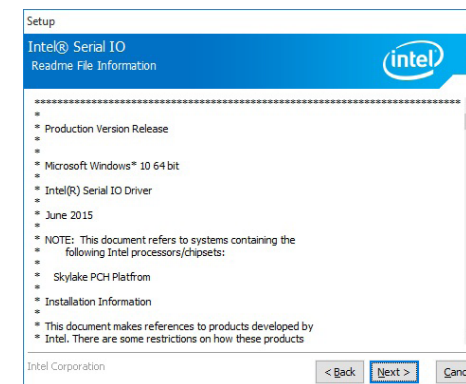 Setup
Intel® Serial IO
Readme File Information
intel
*******************************************************************************
*
* Production Version Release
*
*
* Microsoft Windows* 10 64 bit
*
* Intel(R) Serial IO Driver
*
* June 2015
*
* NOTE: This document refers to systems containing the
* following Intel processors/chipsets:
*
* Skylake PCH Platfrom
*
* Installation Information
*
* This document makes references to products developed by
* Intel. There are some restrictions on how these products
Intel Corporation
< Back Next > Canc